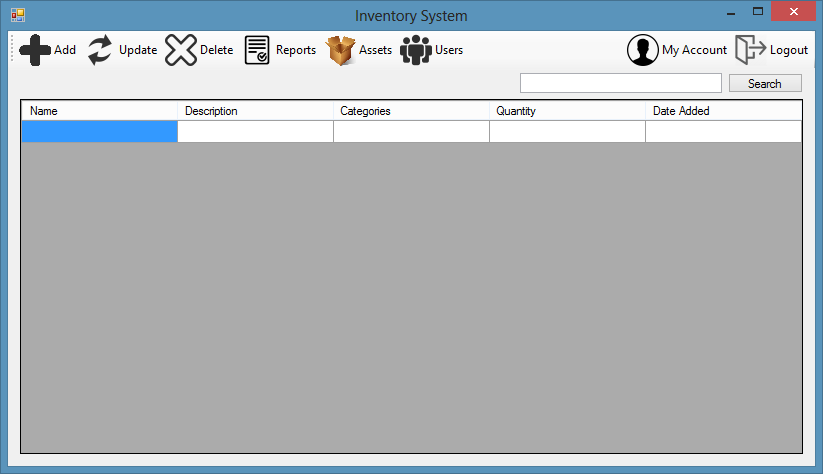 Inventory System
Add Update Delete Reports Assets Users My Account Logout
Search
Name Description Categories Quantity Date Added